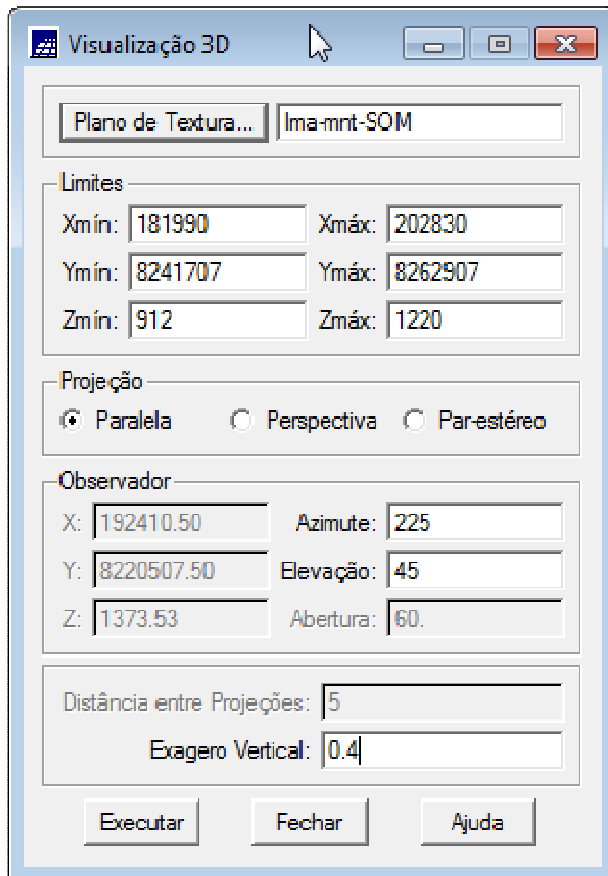 Visualização 3D
Plano de Textura... Ima-mnt-SOM
Limites
Xmín: 181990 Xmáx: 202830
Ymín: 8241707 Ymáx: 8262907
Zmín: 912 Zmáx: 1220
Projeção
Paralela Perspectiva Par-estéreo
Observador
X: 192410.50 Azimute: 225
Y: 8220507.50 Elevação: 45
Z: 1373.53 Abertura: 60.
Distância entre Projeções: 5
Exagero Vertical: 0.4
Executar Fechar Ajuda